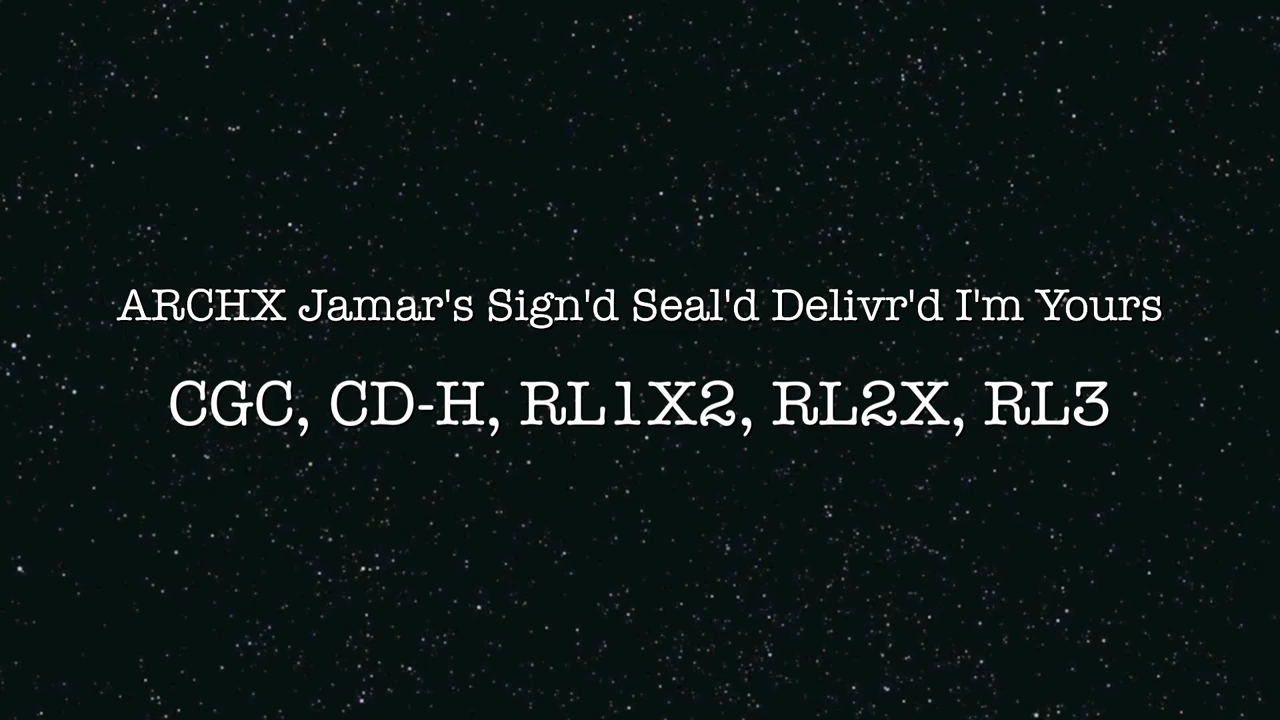 ARCHX Jamar's Sign'd Seal'd Delivr'd I'm Yours
CGC, CD-H, RL1X2, RL2X, RL3